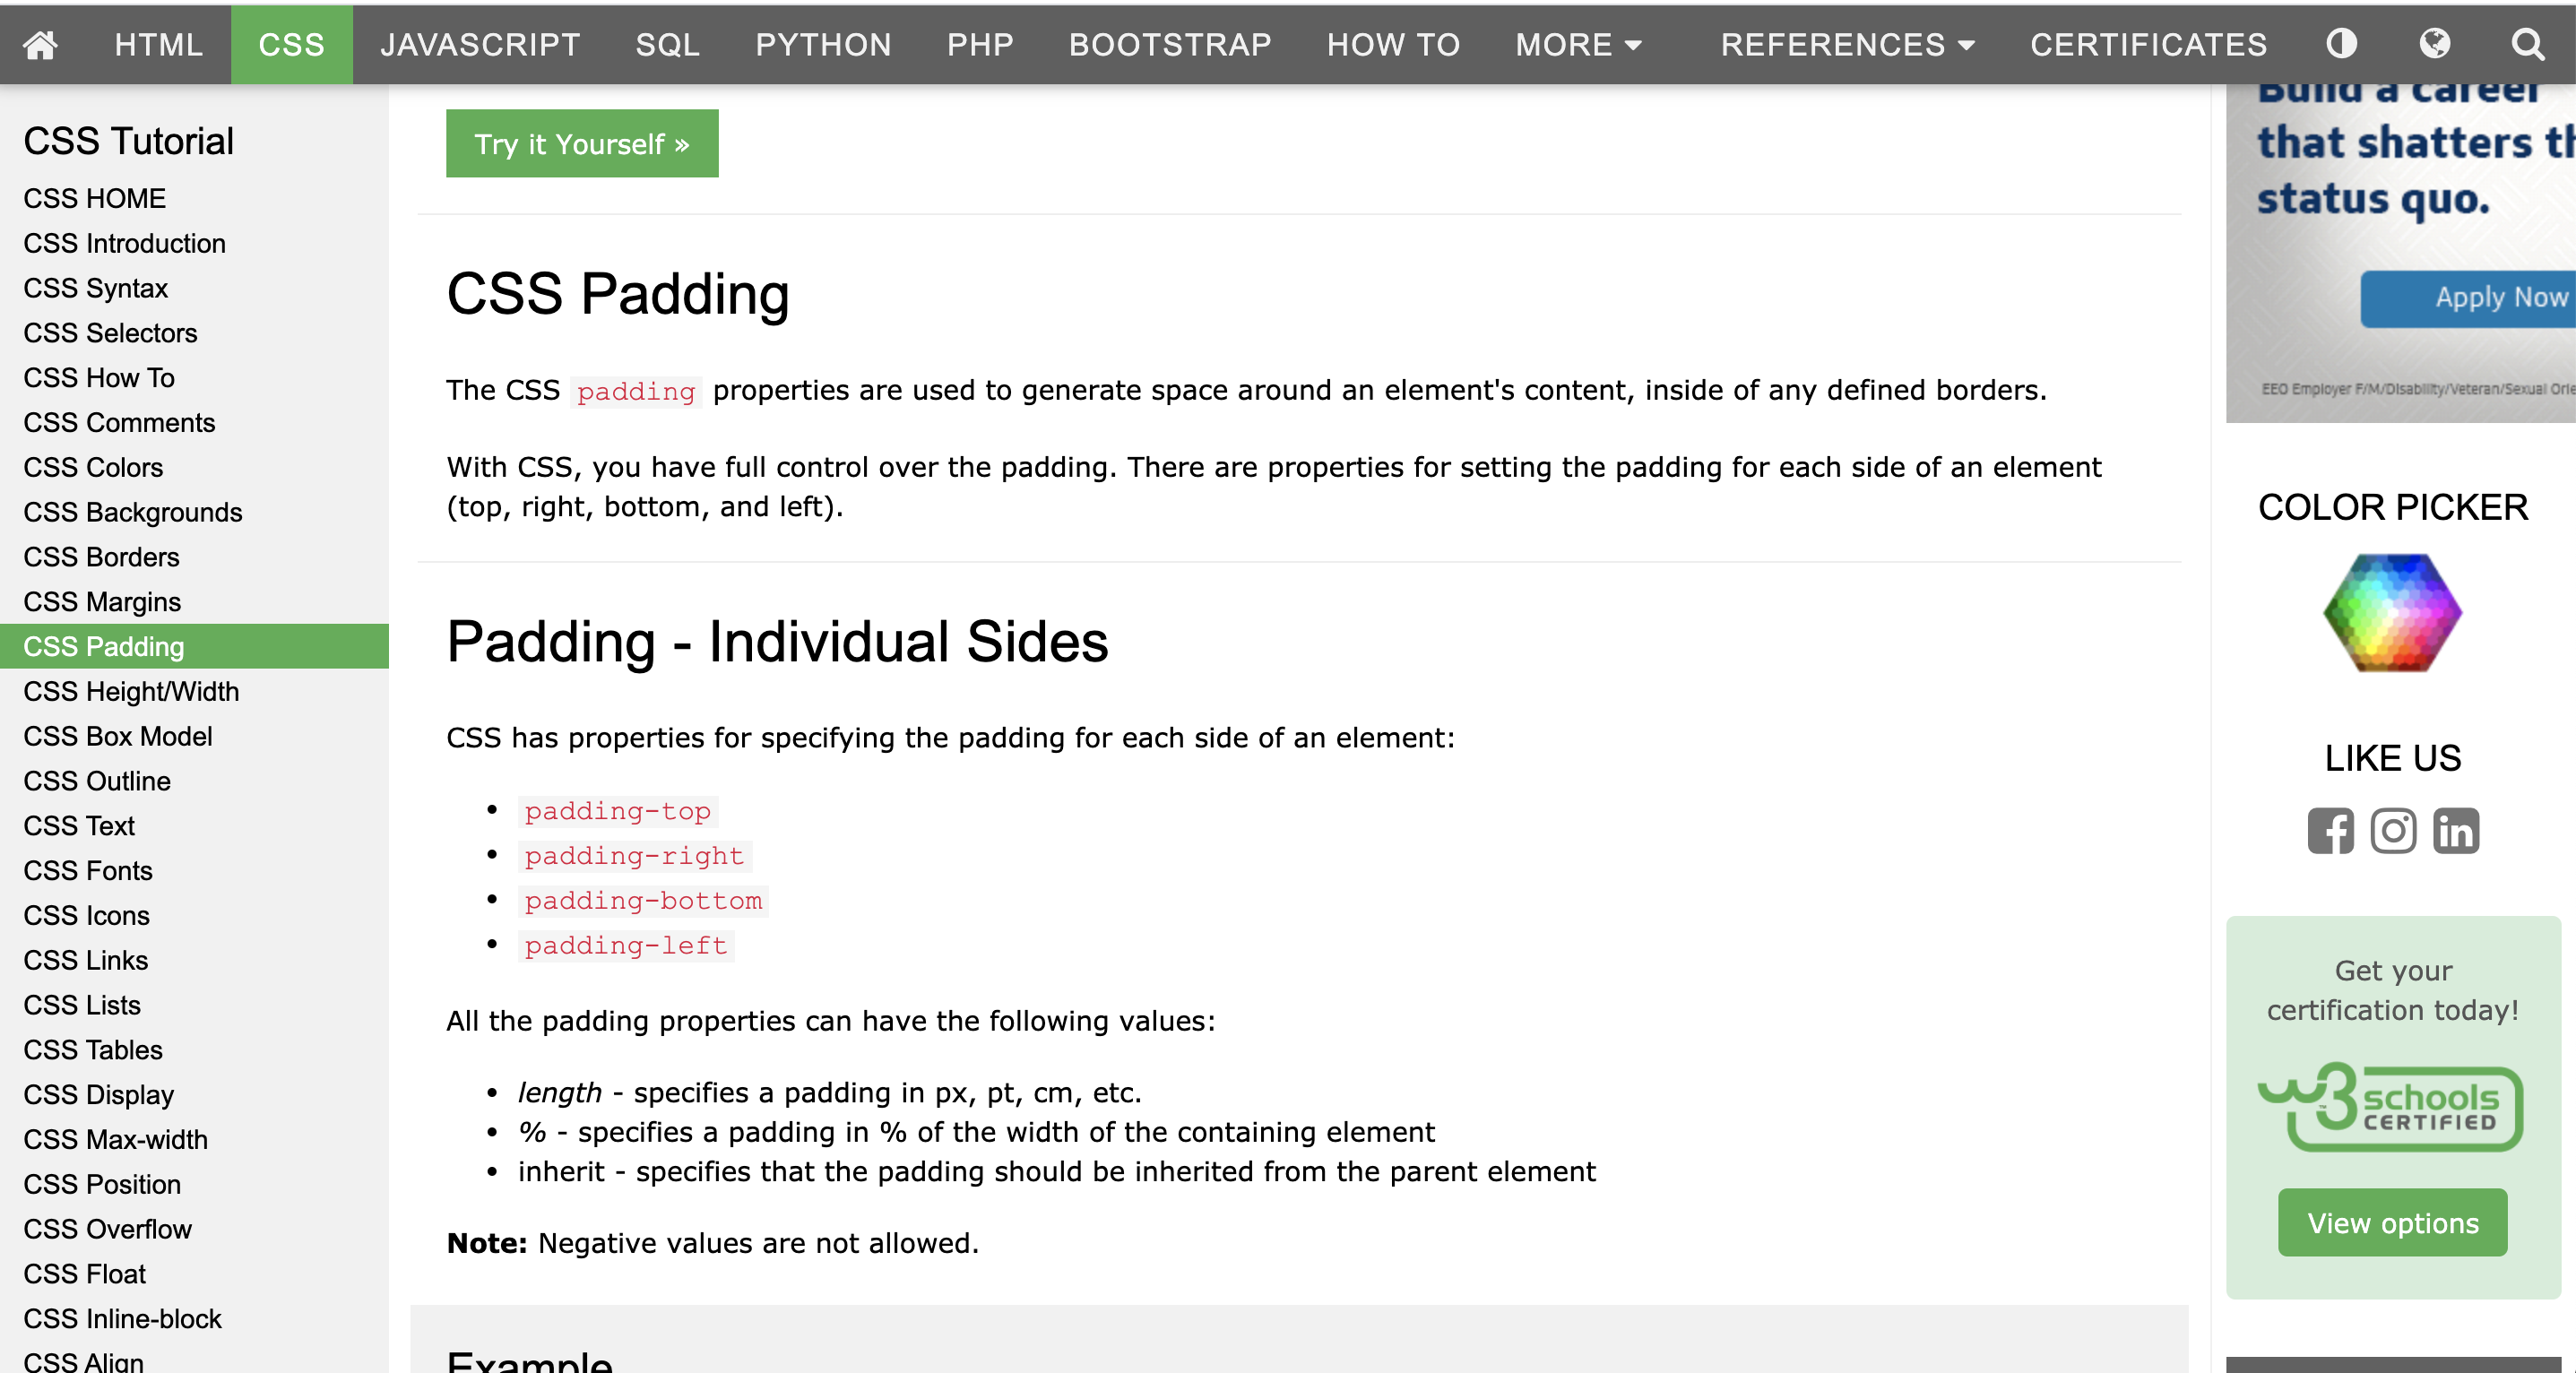 HTML CSS JAVASCRIPT SQL PYTHON PHP BOOTSTRAP HOW TO MORE REFERENCES CERTIFICATES
CSS Tutorial
CSS HOME
CSS Introduction
CSS Syntax
CSS Selectors
CSS How To
CSS Comments
CSS Colors
CSS Backgrounds
CSS Borders
CSS Margins
CSS Padding
CSS Height/Width
CSS Box Model
CSS Outline
CSS Text
CSS Fonts
CSS Icons
CSS Links
CSS Lists
CSS Tables
CSS Display
CSS Max-width
CSS Position
CSS Overflow
CSS Float
CSS Inline-block
CSS Align
Try it Yourself »
CSS Padding
The CSS padding properties are used to generate space around an element's content, inside of any defined borders.
With CSS, you have full control over the padding. There are properties for setting the padding for each side of an element
(top, right, bottom, and left).
Padding - Individual Sides
CSS has properties for specifying the padding for each side of an element:
• padding-top
• padding-right
• padding-bottom
• padding-left
All the padding properties can have the following values:
• length - specifies a padding in px, pt, cm, etc.
• % - specifies a padding in % of the width of the containing element
• inherit - specifies that the padding should be inherited from the parent element
Note: Negative values are not allowed.
Example
Build a career
that shatters th
status quo.
Apply Now
EEO Employer F/M/Disability/Veteran/Sexual Orie
COLOR PICKER
LIKE US
Get your
certification today!
w3schools
CERTIFIED
View options